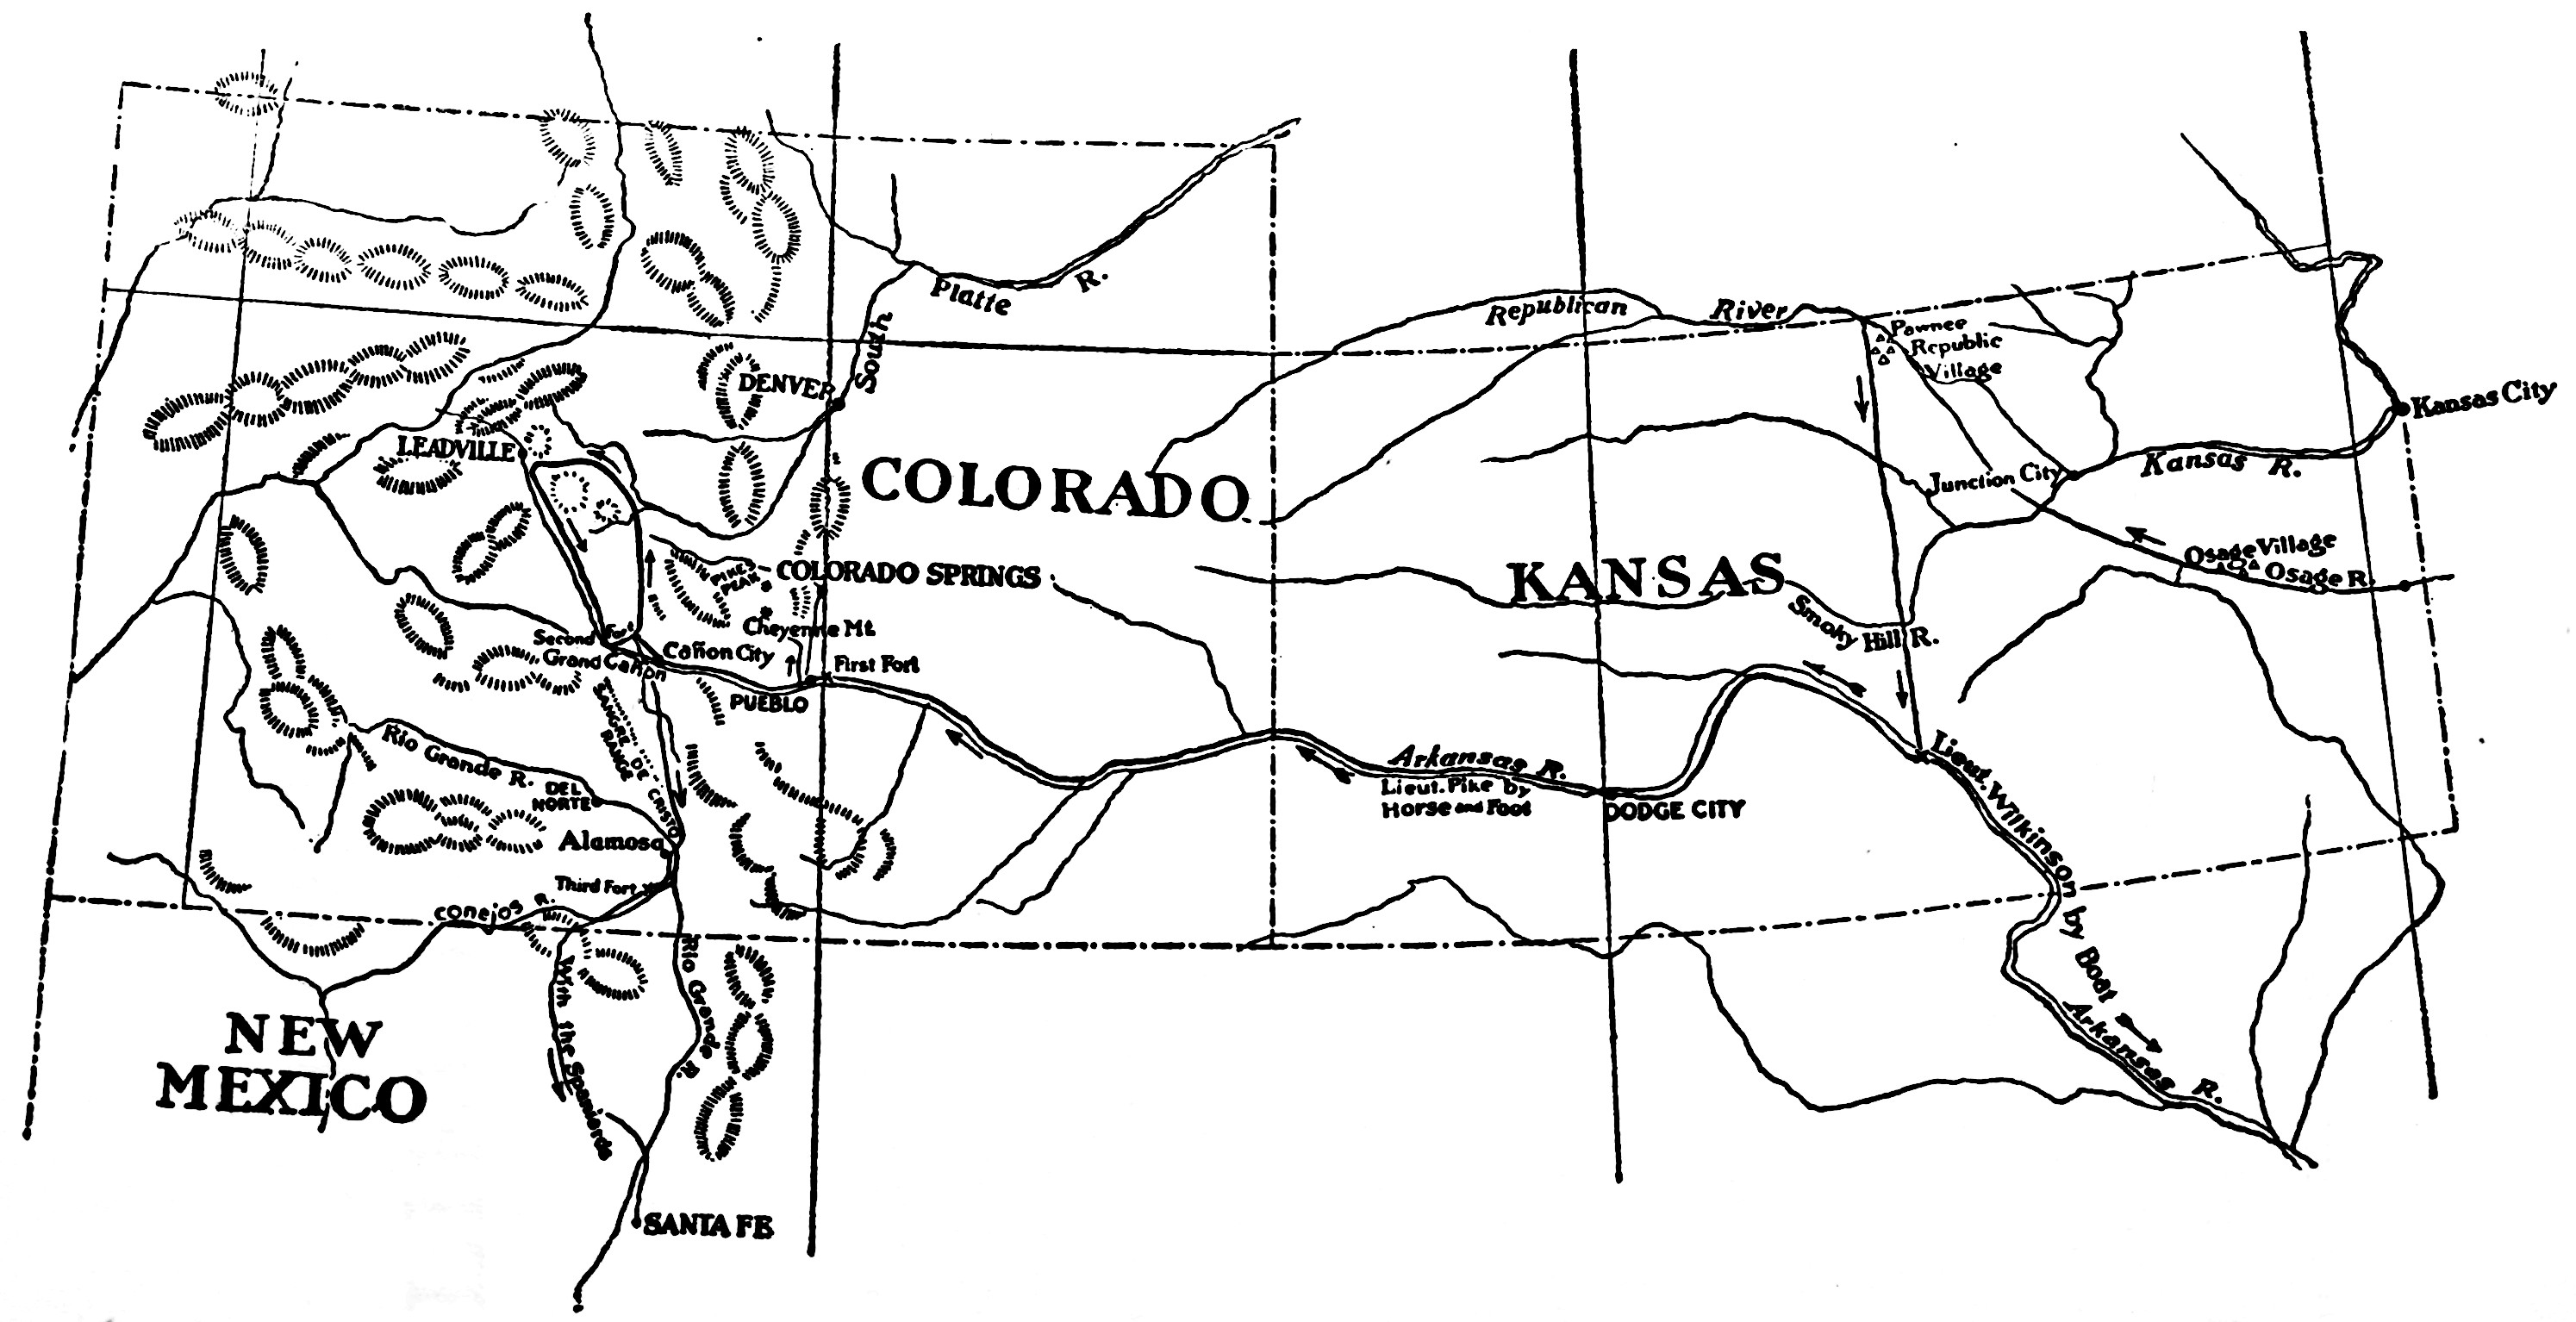 Platte R.
South
Republican River
Pawnee
Republic
Village
DENVER
Kansas City
LEADVILLE
COLORADO
Junction City
Kansas R.
Osage Village
Osage R.
PIKES
PEAK
COLORADO SPRINGS
KANSAS
Smoky Hill R.
Cheyenne Mt.
Second Fort
Cañon City
Grand Cañon
First Fort
PUEBLO
SANGRE DE CRISTO
RANGE
Rio Grande R.
DEL
NORTE
Alamosa
Arkansas R.
Lieut. Pike by
Horse and Foot
DODGE CITY
Lieut. Wilkinson by Boat
Third Fort
Conejos R.
Rio Grande R.
With the Spaniards
Arkansas R.
NEW
MEXICO
SANTA FE